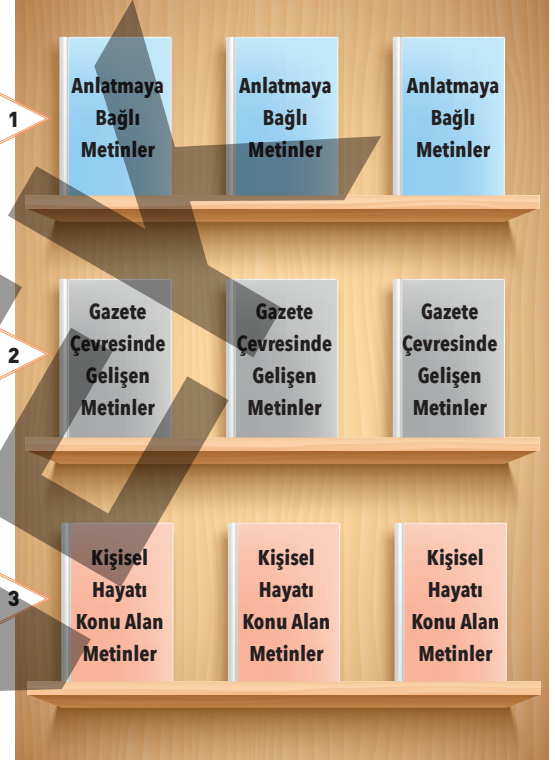 1
Anlatmaya
Bağlı
Metinler
Anlatmaya
Bağlı
Metinler
Anlatmaya
Bağlı
Metinler
2
Gazete
Çevresinde
Gelişen
Metinler
Gazete
Çevresinde
Gelişen
Metinler
Gazete
Çevresinde
Gelişen
Metinler
3
Kişisel
Hayatı
Konu Alan
Metinler
Kişisel
Hayatı
Konu Alan
Metinler
Kişisel
Hayatı
Konu Alan
Metinler